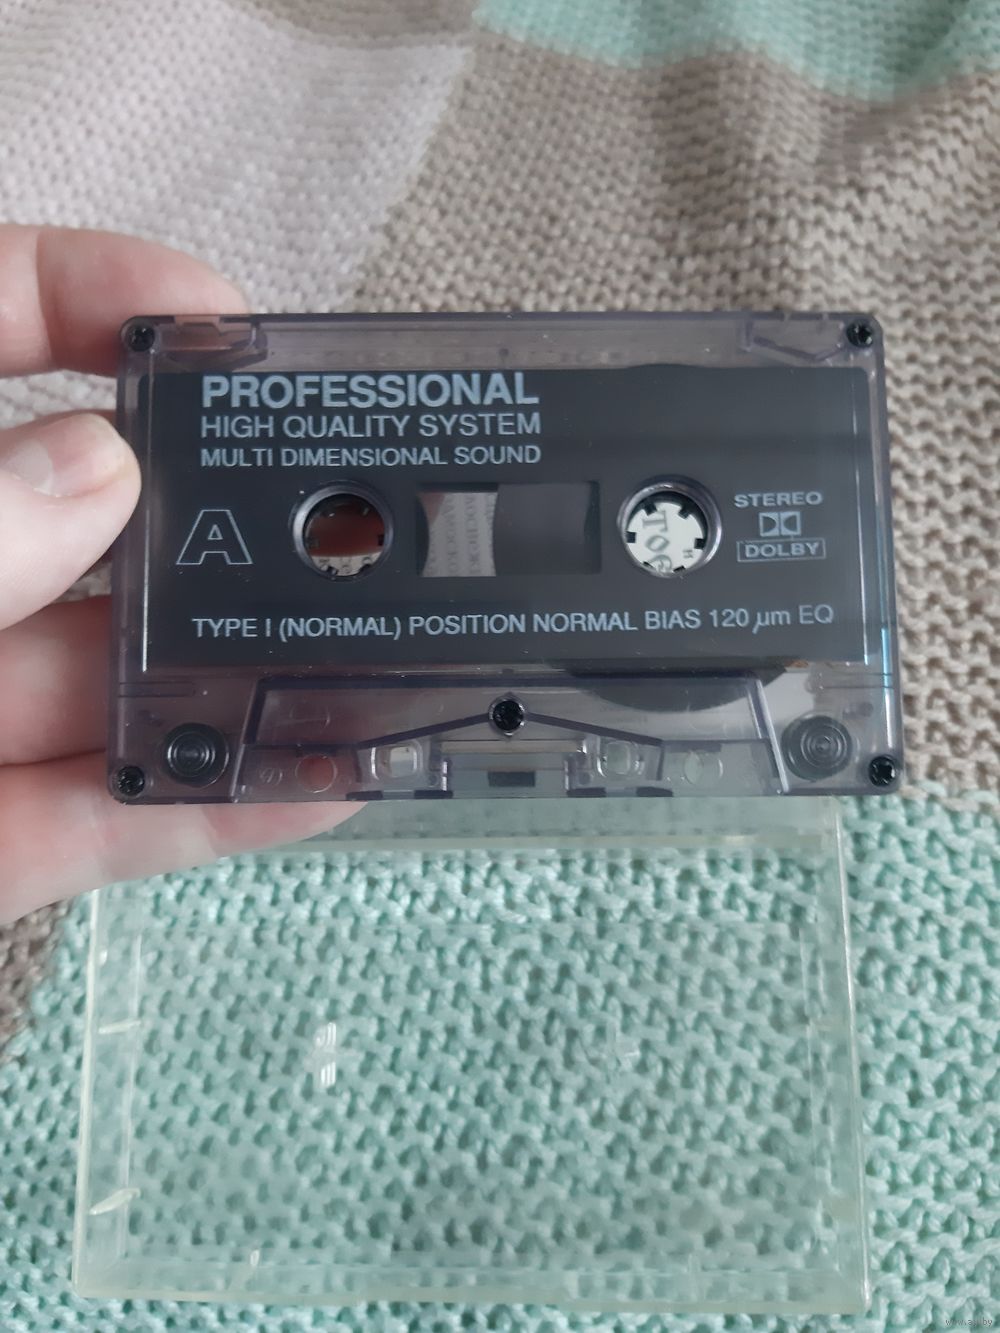 PROFESSIONAL
HIGH QUALITY SYSTEM
MULTI DIMENSIONAL SOUND
A
STEREO
DOLBY
TYPE I (NORMAL) POSITION NORMAL BIAS 120 µm EQ